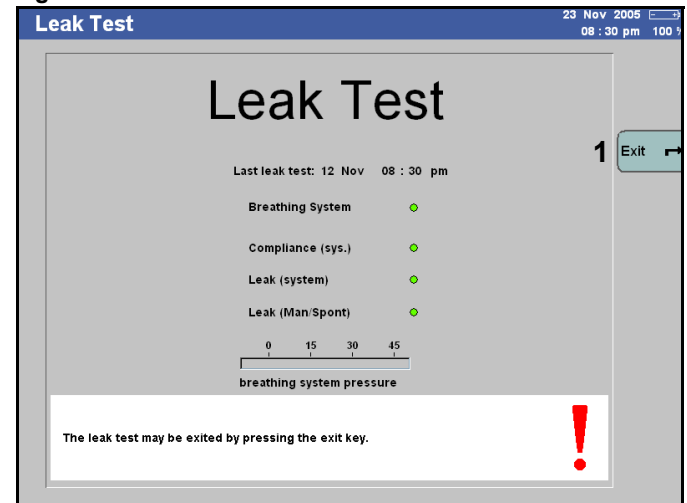 Leak Test
23 Nov 2005
08 : 30 pm 100 %
Leak Test
1 Exit
Last leak test: 12 Nov 08 : 30 pm
Breathing System
Compliance (sys.)
Leak (system)
Leak (Man/Spont)
0 15 30 45
breathing system pressure
The leak test may be exited by pressing the exit key.
!